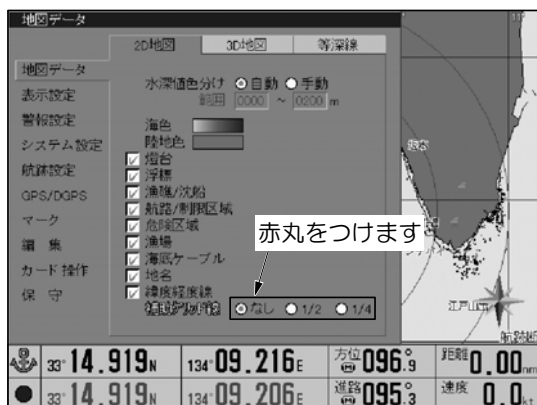 地図データ
2D地図 3D地図 等深線
地図データ
表示設定
警報設定
システム設定
航跡設定
GPS/DGPS
マーク
編 集
カード操作
保 守
水深値色分け 自動 手動
範囲 0000 ~ 0200 m
海色
陸地色
燈台
浮標
漁礁/沈船
航路/制限区域
危険区域
漁場
海底ケーブル
地名
緯度経度線
なし 1/2 1/4
赤丸をつけます
33°14.919N 134°09.216E 方位 096.9° 距離 0.00nm
33°14.919N 134°09.206E 進路 095.3° 速度 0.0kt